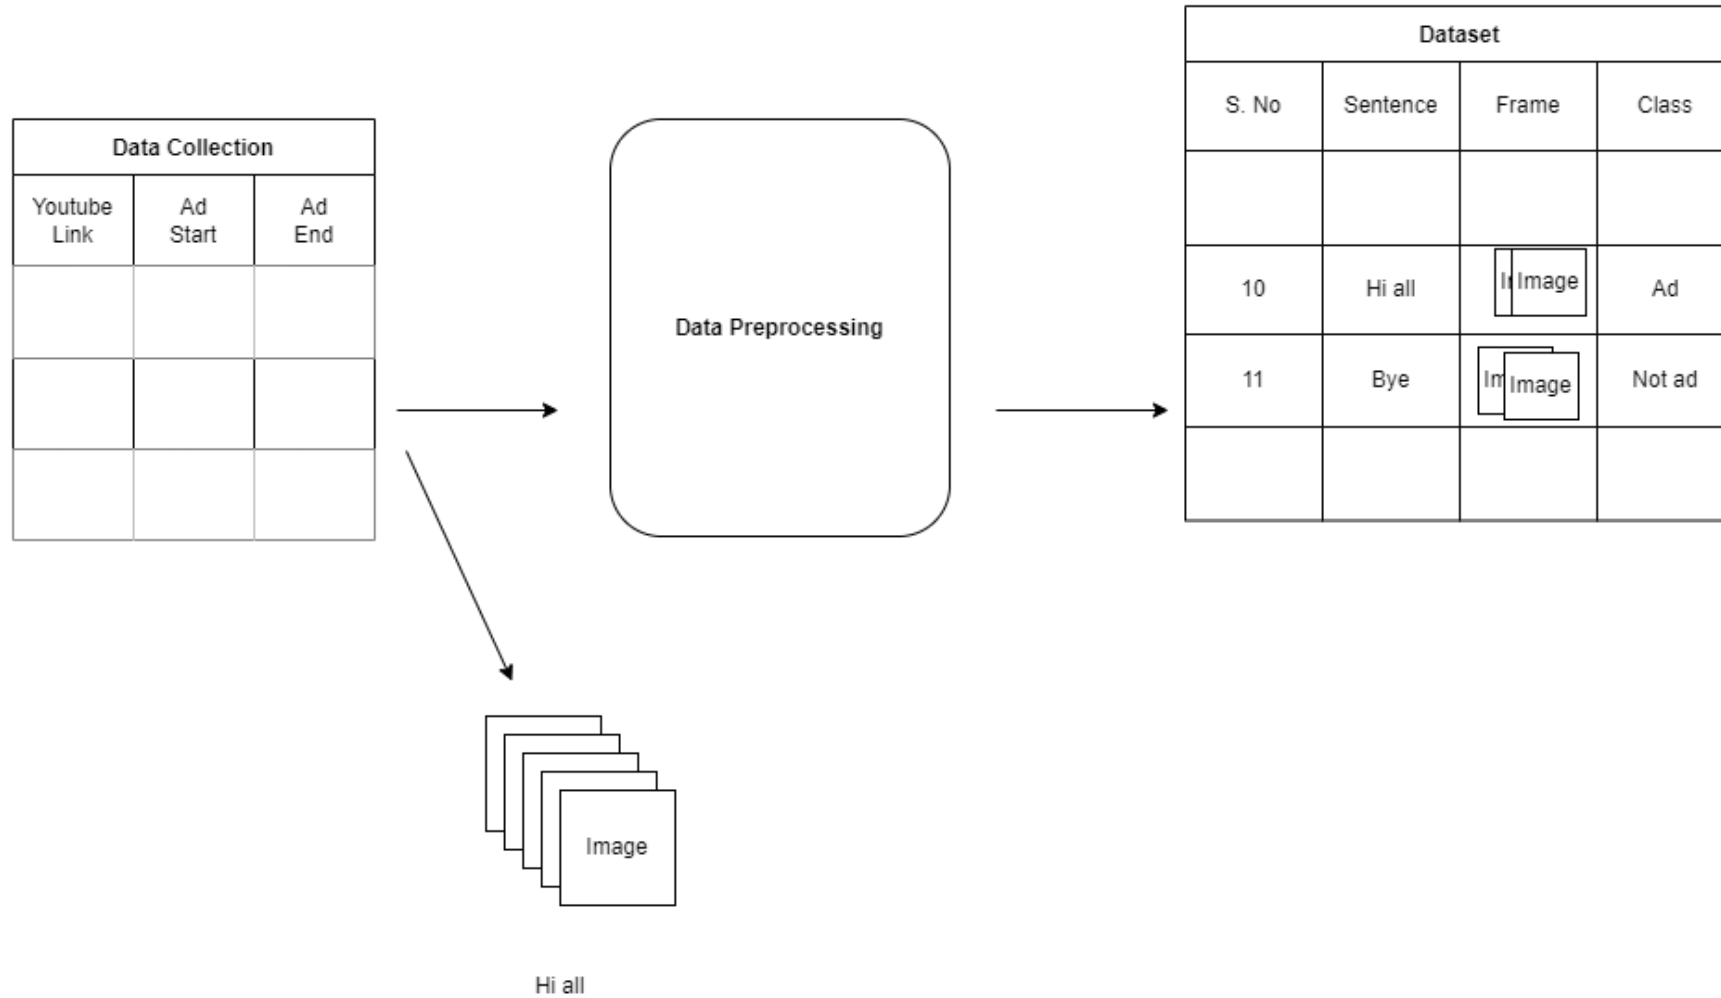 Data Collection
Youtube Link
Ad Start
Ad End
Data Preprocessing
Dataset
S. No
Sentence
Frame
Class
10
Hi all
Image
Ad
11
Bye
Im
Image
Not ad
Image
Hi all